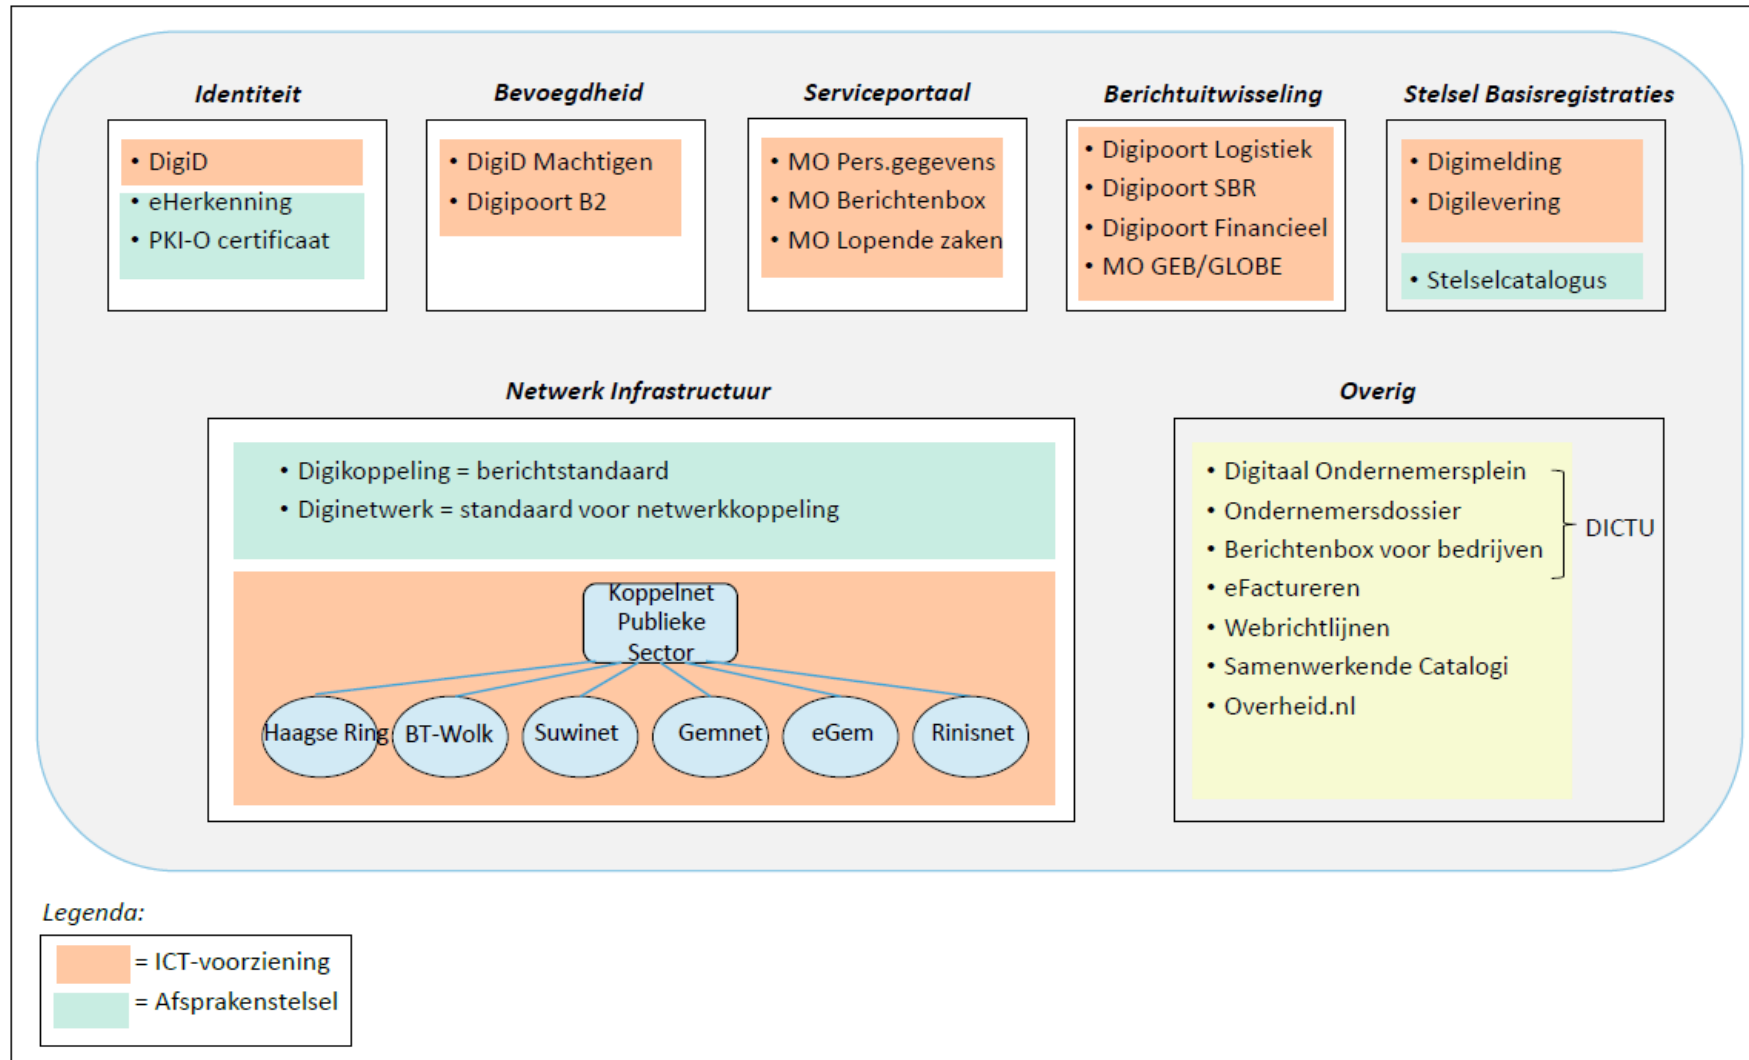 Identiteit
• DigiD
• eHerkenning
• PKI-O certificaat
Bevoegdheid
• DigiD Machtigen
• Digipoort B2
Serviceportaal
• MO Pers.gegevens
• MO Berichtenbox
• MO Lopende zaken
Berichtuitwisseling
• Digipoort Logistiek
• Digipoort SBR
• Digipoort Financieel
• MO GEB/GLOBE
Stelsel Basisregistraties
• Digimelding
• Digilevering
• Stelselcatalogus
Netwerk Infrastructuur
• Digikoppeling = berichtstandaard
• Diginetwerk = standaard voor netwerkkoppeling
Koppelnet
Publieke
Sector
Haagse Ring
BT-Wolk
Suwinet
Gemnet
eGem
Rinisnet
Overig
• Digitaal Ondernemersplein
• Ondernemersdossier
• Berichtenbox voor bedrijven
• eFactureren
• Webrichtlijnen
• Samenwerkende Catalogi
• Overheid.nl
DICTU
Legenda:
= ICT-voorziening
= Afsprakenstelsel